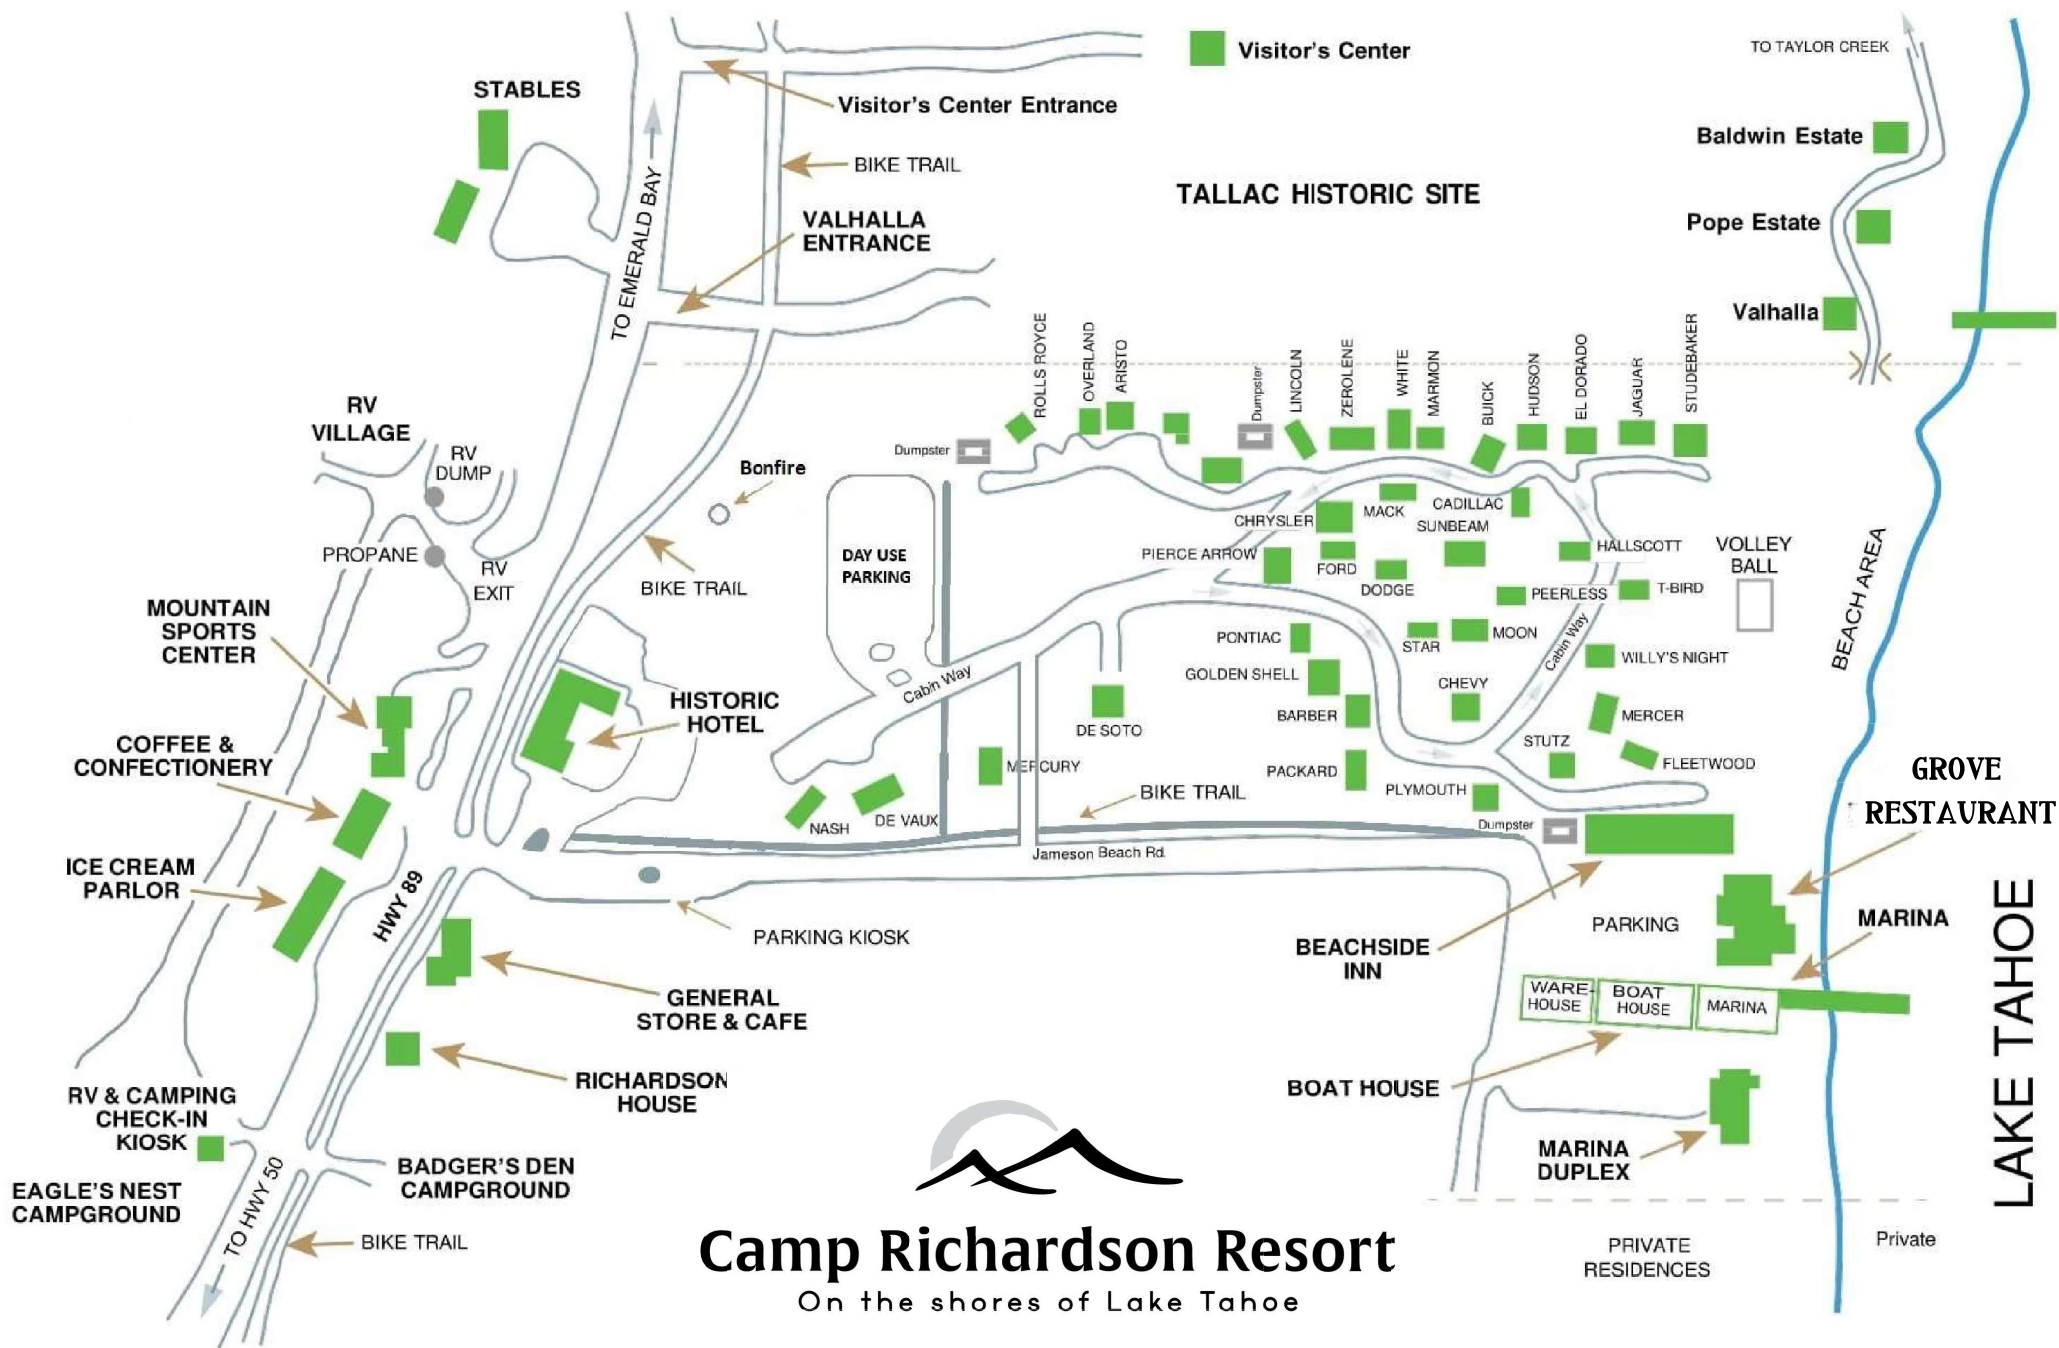 Visitor's Center
TO TAYLOR CREEK
STABLES
Visitor's Center Entrance
Baldwin Estate
BIKE TRAIL
TO EMERALD BAY
TALLAC HISTORIC SITE
VALHALLA
ENTRANCE
Pope Estate
Valhalla
ROLLS ROYCE
OVERLAND
ARISTO
Dumpster
LINCOLN
ZEROLENE
WHITE
MARMON
BUICK
HUDSON
EL DORADO
JAGUAR
STUDEBAKER
RV
VILLAGE
RV
DUMP
Dumpster
Bonfire
PROPANE
RV
EXIT
BIKE TRAIL
DAY USE
PARKING
CHRYSLER
MACK
CADILLAC
SUNBEAM
PIERCE ARROW
FORD
DODGE
HALLSCOTT
PEERLESS
T-BIRD
VOLLEY
BALL
BEACH AREA
MOUNTAIN
SPORTS
CENTER
PONTIAC
STAR
MOON
Cabin Way
WILLY'S NIGHT
GOLDEN SHELL
CHEVY
Cabin Way
HISTORIC
HOTEL
DE SOTO
BARBER
MERCER
STUTZ
FLEETWOOD
COFFEE &
CONFECTIONERY
MERCURY
PACKARD
PLYMOUTH
GROVE
RESTAURANT
BIKE TRAIL
NASH
DE VAUX
Dumpster
Jameson Beach Rd.
ICE CREAM
PARLOR
HWY 89
PARKING KIOSK
BEACHSIDE
INN
PARKING
MARINA
LAKE TAHOE
GENERAL
STORE & CAFE
WARE-
HOUSE
BOAT
HOUSE
MARINA
RICHARDSON
HOUSE
BOAT HOUSE
RV & CAMPING
CHECK-IN
KIOSK
MARINA
DUPLEX
EAGLE'S NEST
CAMPGROUND
TO HWY 50
BADGER'S DEN
CAMPGROUND
BIKE TRAIL
PRIVATE
RESIDENCES
Private
Camp Richardson Resort
On the shores of Lake Tahoe